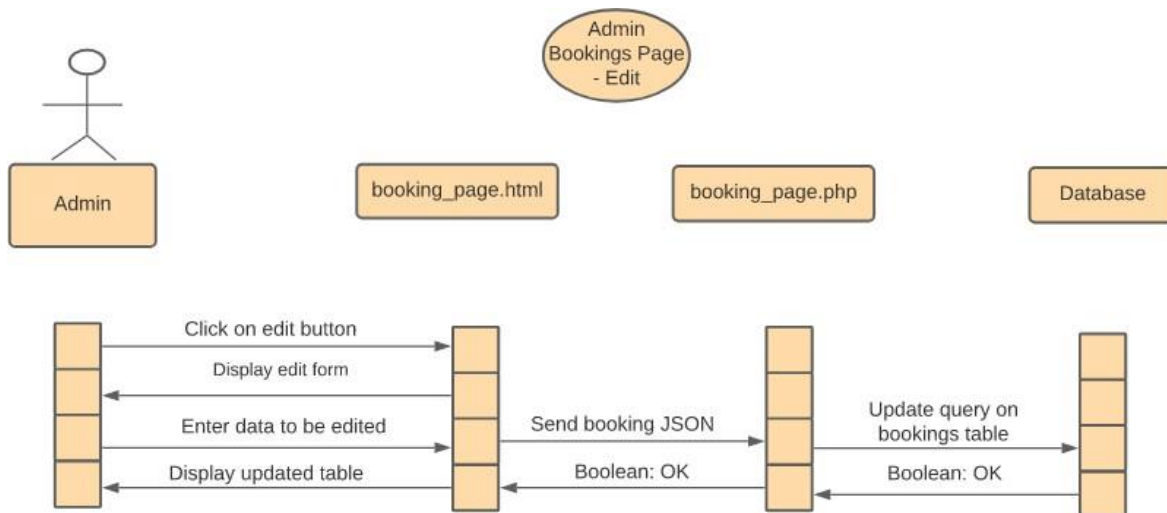 Admin
Bookings Page
- Edit
Admin
booking_page.html
booking_page.php
Database
Click on edit button
Display edit form
Enter data to be edited
Send booking JSON
Update query on
bookings table
Display updated table
Boolean: OK
Boolean: OK